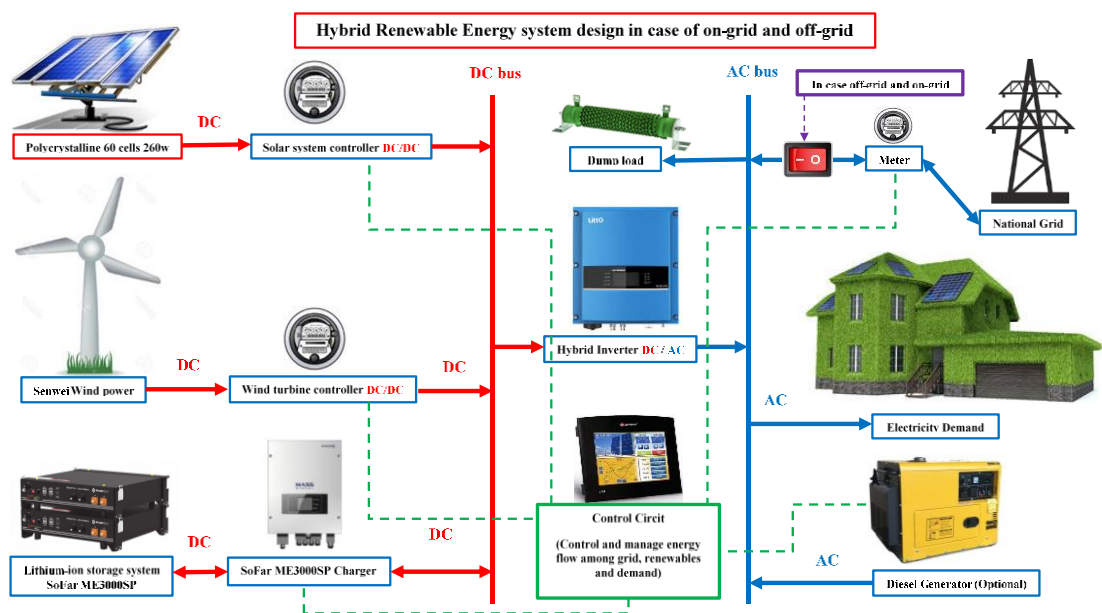 Hybrid Renewable Energy system design in case of on-grid and off-grid
DC bus
AC bus
In case off-grid and on-grid
DC
DC
Polycrystalline 60 cells 260w
Solar system controller DC/DC
Dump load
Meter
National Grid
DC
DC
Hybrid Inverter DC / AC
Senwei Wind power
Wind turbine controller DC/DC
AC
Electricity Demand
Control Circit
(Control and manage energy
flow among grid, renewables
and demand)
DC
DC
AC
Lithium-ion storage system
SoFar ME3000SP
SoFar ME3000SP Charger
Diesel Generator (Optional)